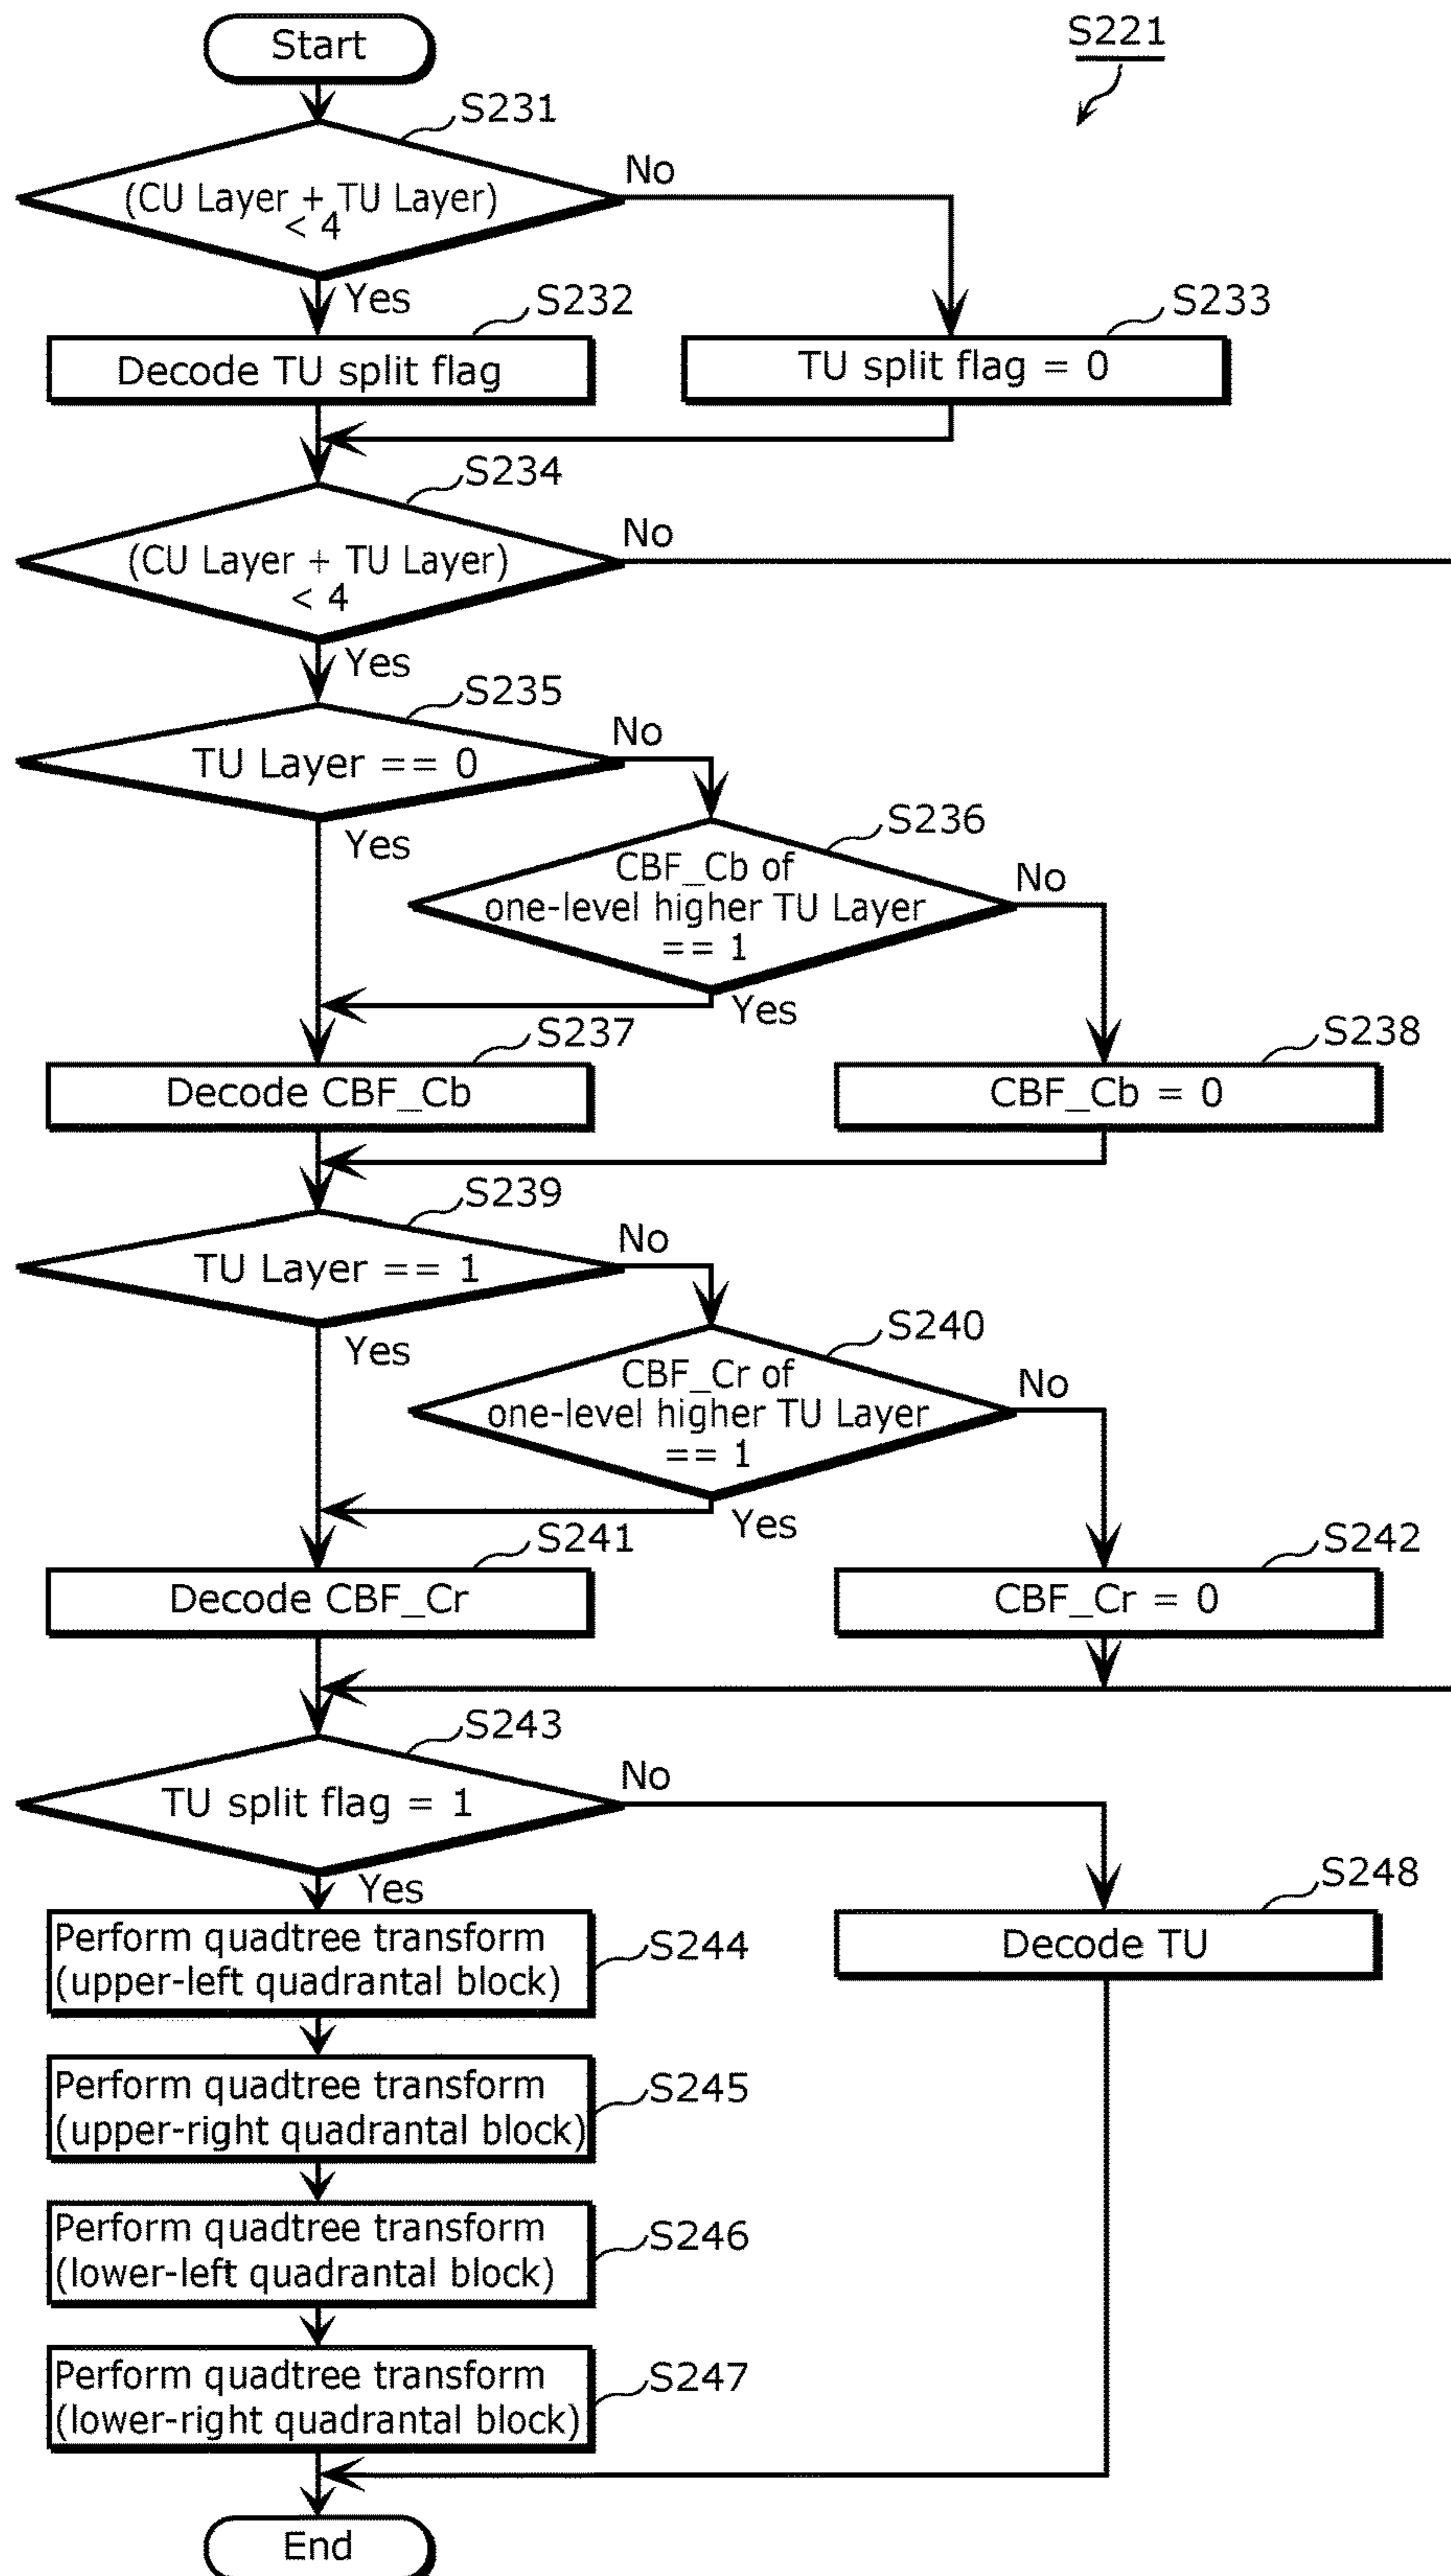 Start
S221
S231
(CU Layer + TU Layer)
< 4
No
Yes
S232
S233
Decode TU split flag
TU split flag = 0
S234
(CU Layer + TU Layer)
< 4
No
Yes
S235
TU Layer == 0
No
Yes
S236
CBF_Cb of
one-level higher TU Layer
== 1
No
Yes
S237
S238
Decode CBF_Cb
CBF_Cb = 0
S239
TU Layer == 1
No
Yes
S240
CBF_Cr of
one-level higher TU Layer
== 1
No
Yes
S241
S242
Decode CBF_Cr
CBF_Cr = 0
S243
TU split flag = 1
No
Yes
S248
Decode TU
Perform quadtree transform
(upper-left quadrantal block)
S244
Perform quadtree transform
(upper-right quadrantal block)
S245
Perform quadtree transform
(lower-left quadrantal block)
S246
Perform quadtree transform
(lower-right quadrantal block)
S247
End